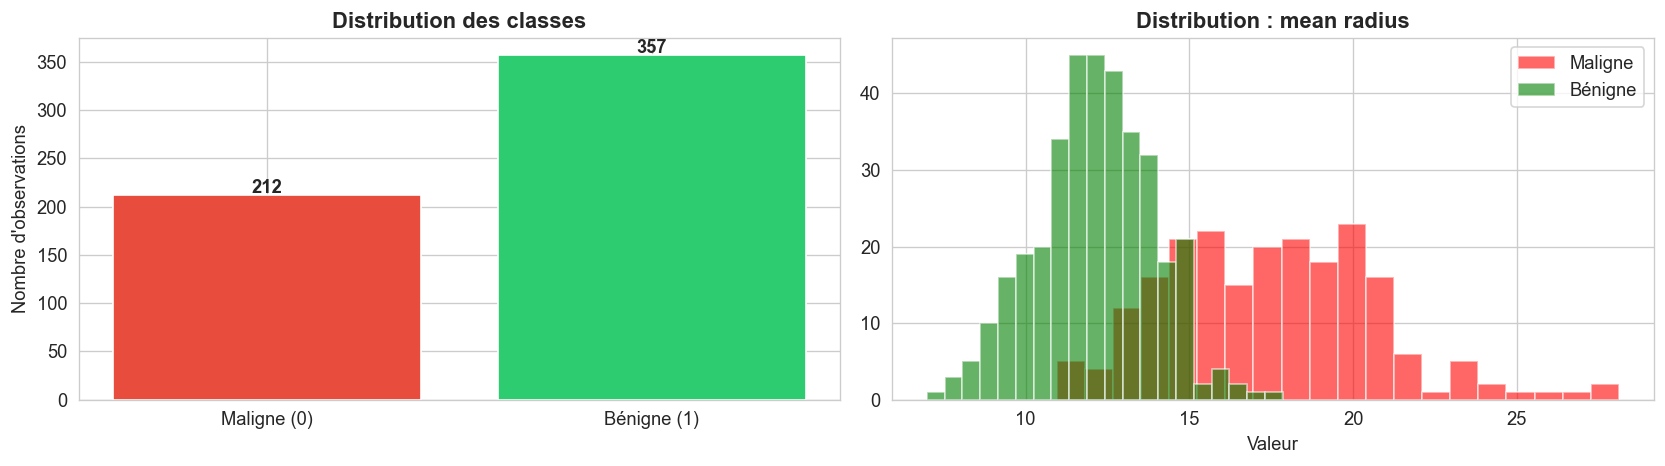 Distribution des classes
357
212
350
300
250
200
150
100
50
0
Nombre d'observations
Maligne (0)
Bénigne (1)
Distribution : mean radius
Maligne
Bénigne
40
30
20
10
0
10
15
20
25
Valeur